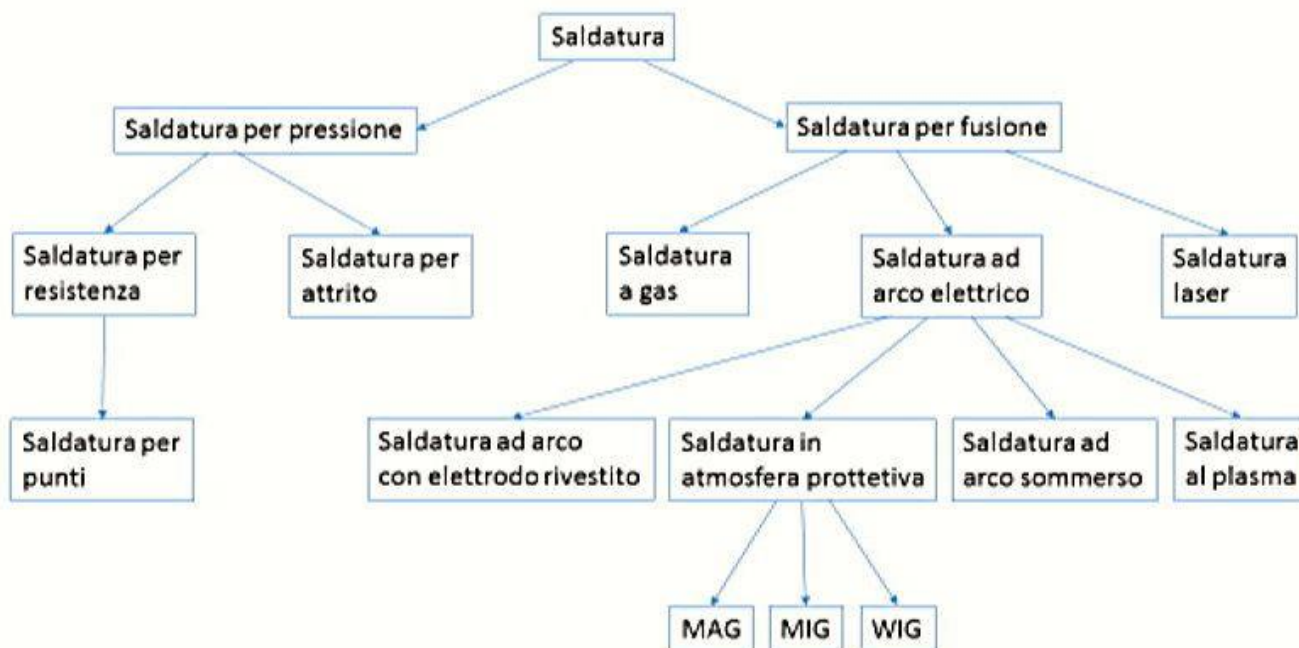 Saldatura
Saldatura per pressione
Saldatura per fusione
Saldatura per
resistenza
Saldatura per
attrito
Saldatura
a gas
Saldatura ad
arco elettrico
Saldatura
laser
Saldatura per
punti
Saldatura ad arco
con elettrodo rivestito
Saldatura in
atmosfera prottetiva
Saldatura ad
arco sommerso
Saldatura
al plasma
MAG
MIG
WIG